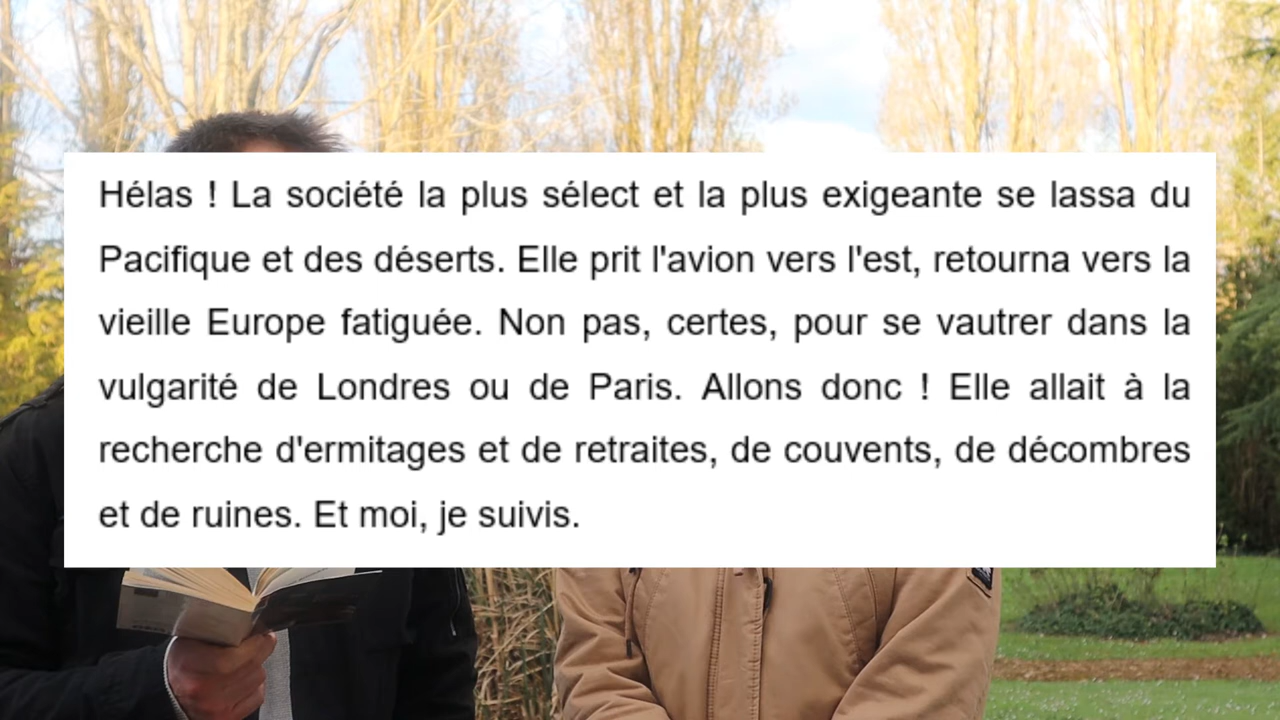 Hélas ! La société la plus sélect et la plus exigeante se lassa du
Pacifique et des déserts. Elle prit l'avion vers l'est, retourna vers la
vieille Europe fatiguée. Non pas, certes, pour se vautrer dans la
vulgarité de Londres ou de Paris. Allons donc ! Elle allait à la
recherche d'ermitages et de retraites, de couvents, de décombres
et de ruines. Et moi, je suivis.